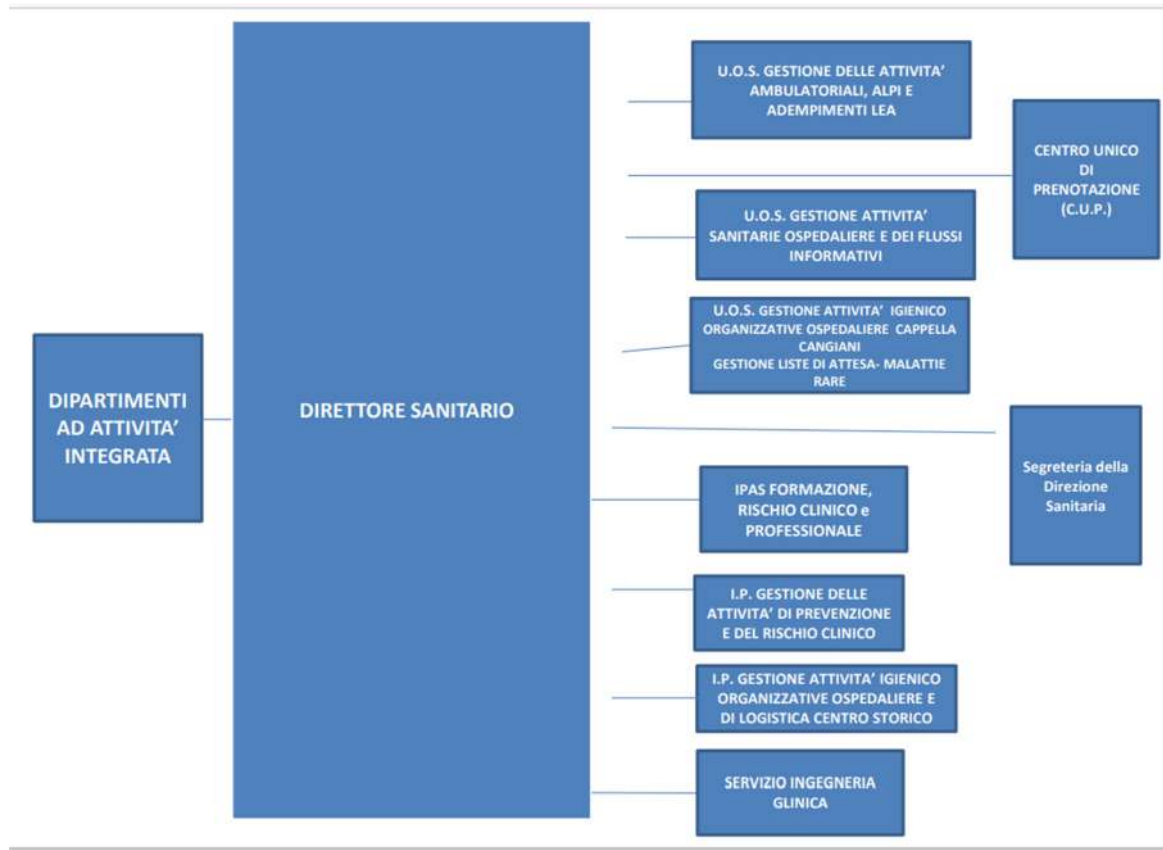 DIPARTIMENTI
AD ATTIVITA’
INTEGRATA
DIRETTORE SANITARIO
U.O.S. GESTIONE DELLE ATTIVITA’
AMBULATORIALI, ALPI E
ADEMPIMENTI LEA
CENTRO UNICO
DI
PRENOTAZIONE
(C.U.P.)
U.O.S. GESTIONE ATTIVITA’
SANITARIE OSPEDALIERE E DEI FLUSSI
INFORMATIVI
U.O.S. GESTIONE ATTIVITA’ IGIENICO
ORGANIZZATIVE OSPEDALIERE CAPPELLA
CANGIANI
GESTIONE LISTE DI ATTESA- MALATTIE
RARE
Segreteria della
Direzione
Sanitaria
IPAS FORMAZIONE,
RISCHIO CLINICO e
PROFESSIONALE
I.P. GESTIONE DELLE
ATTIVITA’ DI PREVENZIONE
E DEL RISCHIO CLINICO
I.P. GESTIONE ATTIVITA’ IGIENICO
ORGANIZZATIVE OSPEDALIERE E
DI LOGISTICA CENTRO STORICO
SERVIZIO INGEGNERIA
GLINICA